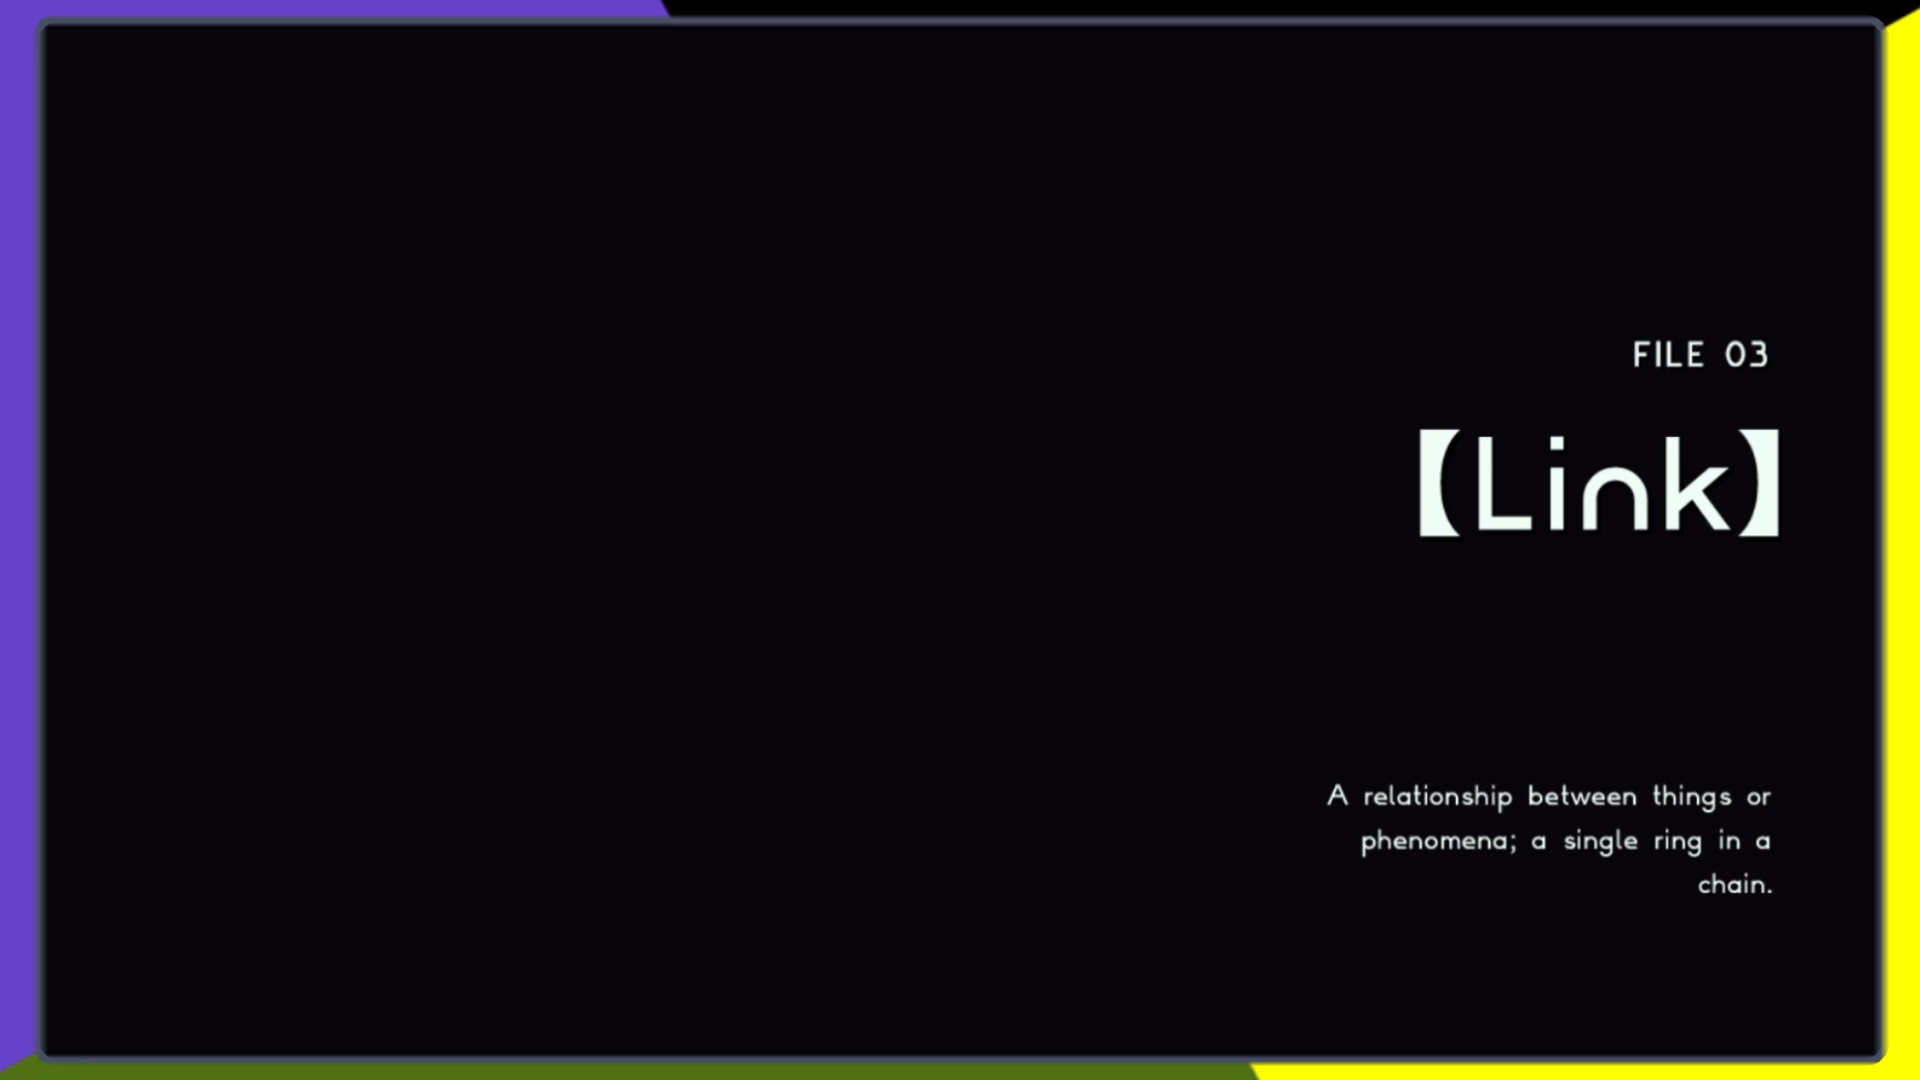 FILE 03
【Link】
A relationship between things or
phenomena; a single ring in a
chain.